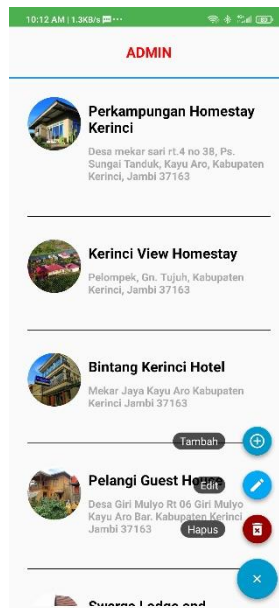 10:12 AM | 1.3KB/s
ADMIN
Perkampungan Homestay
Kerinci
Desa mekar sari rt.4 no 38, Ps.
Sungai Tanduk, Kayu Aro, Kabupaten
Kerinci, Jambi 37163
Kerinci View Homestay
Pelompek, Gn. Tujuh, Kabupaten
Kerinci, Jambi 37163
Bintang Kerinci Hotel
Mekar Jaya Kayu Aro Kabupaten
Kerinci Jambi 37163
Tambah
Pelangi Guest House
Edit
Desa Giri Mulyo Rt 06 Giri Mulyo
Kayu Aro Bar. Kabupaten Kerinci
Jambi 37163
Hapus
Swarga Lodge and